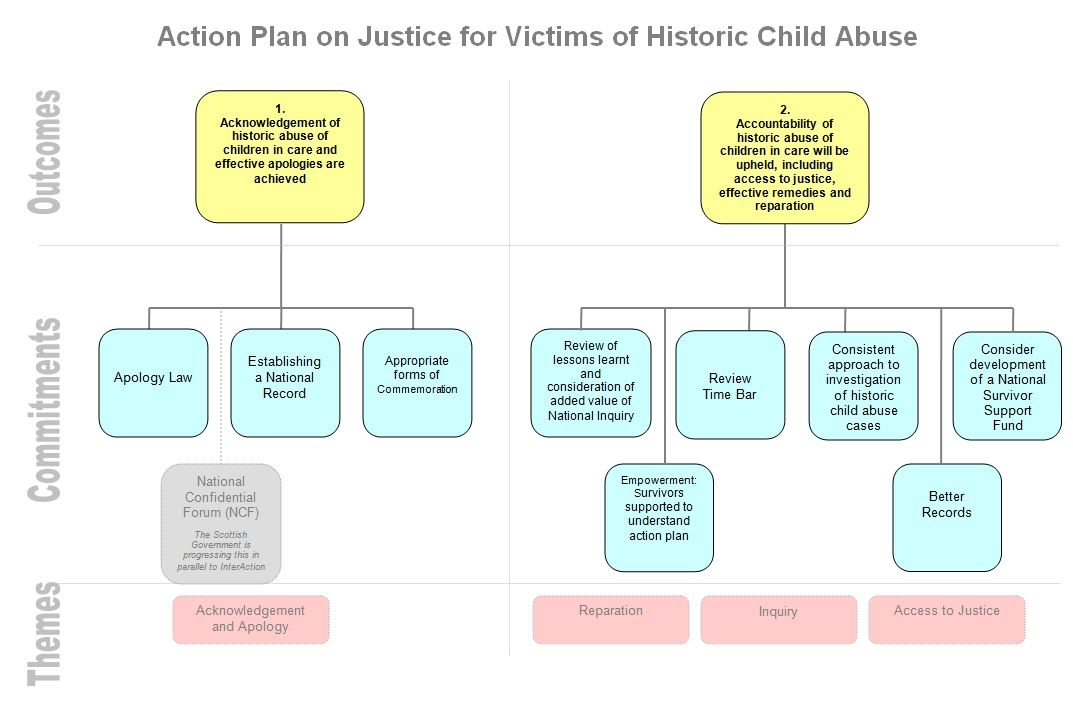 Action Plan on Justice for Victims of Historic Child Abuse
Outcomes
1.
Acknowledgement of
historic abuse of
children in care and
effective apologies are
achieved
2.
Accountability of
historic abuse of
children in care will be
upheld, including
access to justice,
effective remedies and
reparation
Commitments
Apology Law
Establishing
a National
Record
Appropriate
forms of
Commemoration
Review of
lessons learnt
and
consideration of
added value of
National Inquiry
Review
Time Bar
Consistent
approach to
investigation
of historic
child abuse
cases
Consider
development
of a National
Survivor
Support
Fund
National
Confidential
Forum (NCF)
The Scottish
Government is
progressing this in
parallel to InterAction
Empowerment:
Survivors
supported to
understand
action plan
Better
Records
Themes
Acknowledgement
and Apology
Reparation
Inquiry
Access to Justice